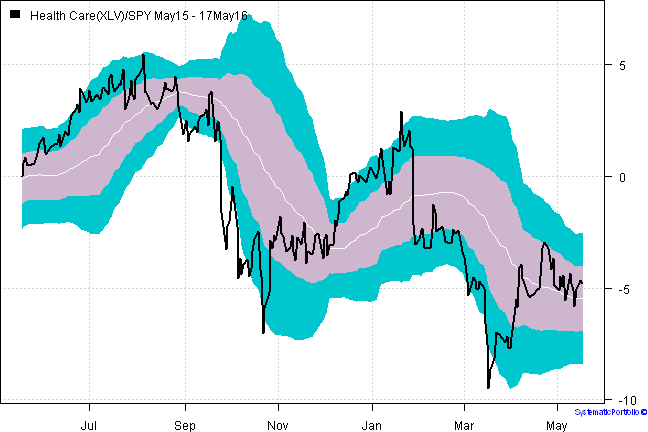 Health Care(XLV)/SPY May15 - 17May16
5
0
-5
-10
SystematicPortfolio ©
Jul Sep Nov Jan Mar May